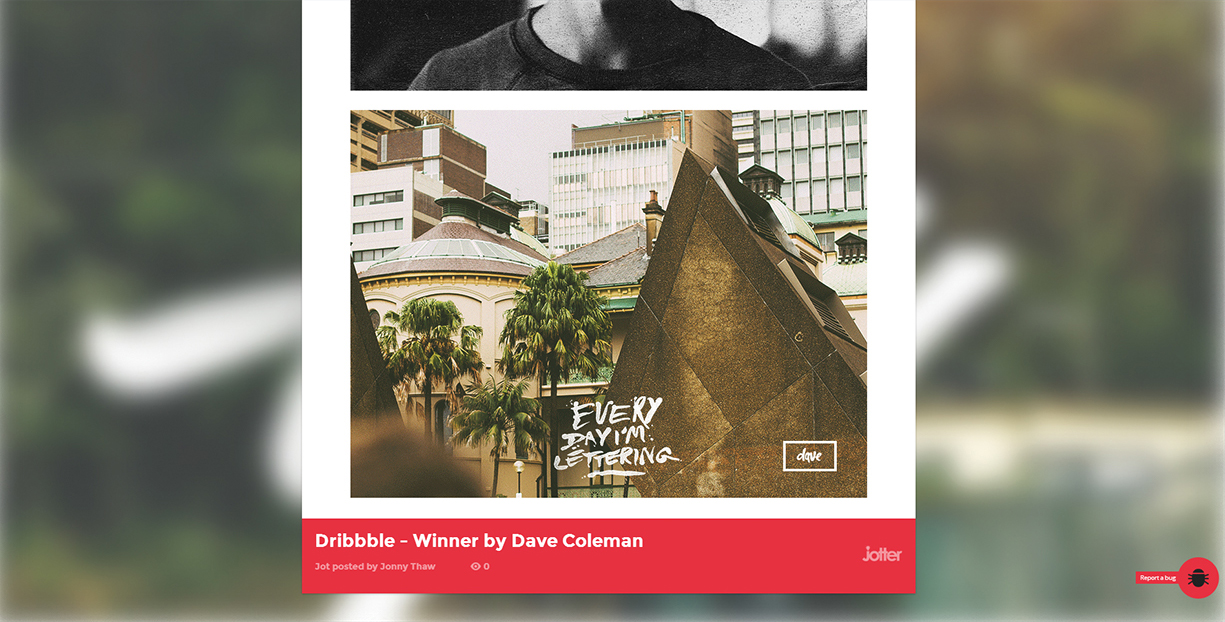 EVERY
DAY I'M
LETTERING
dave
Dribbble – Winner by Dave Coleman
Jot posted by Jonny Thaw
0
jotter
Report a bug